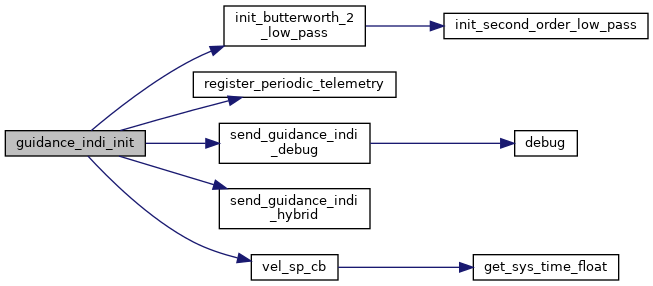 guidance_indi_init
init_butterworth_2
_low_pass
init_second_order_low_pass
register_periodic_telemetry
send_guidance_indi
_debug
debug
send_guidance_indi
_hybrid
vel_sp_cb
get_sys_time_float